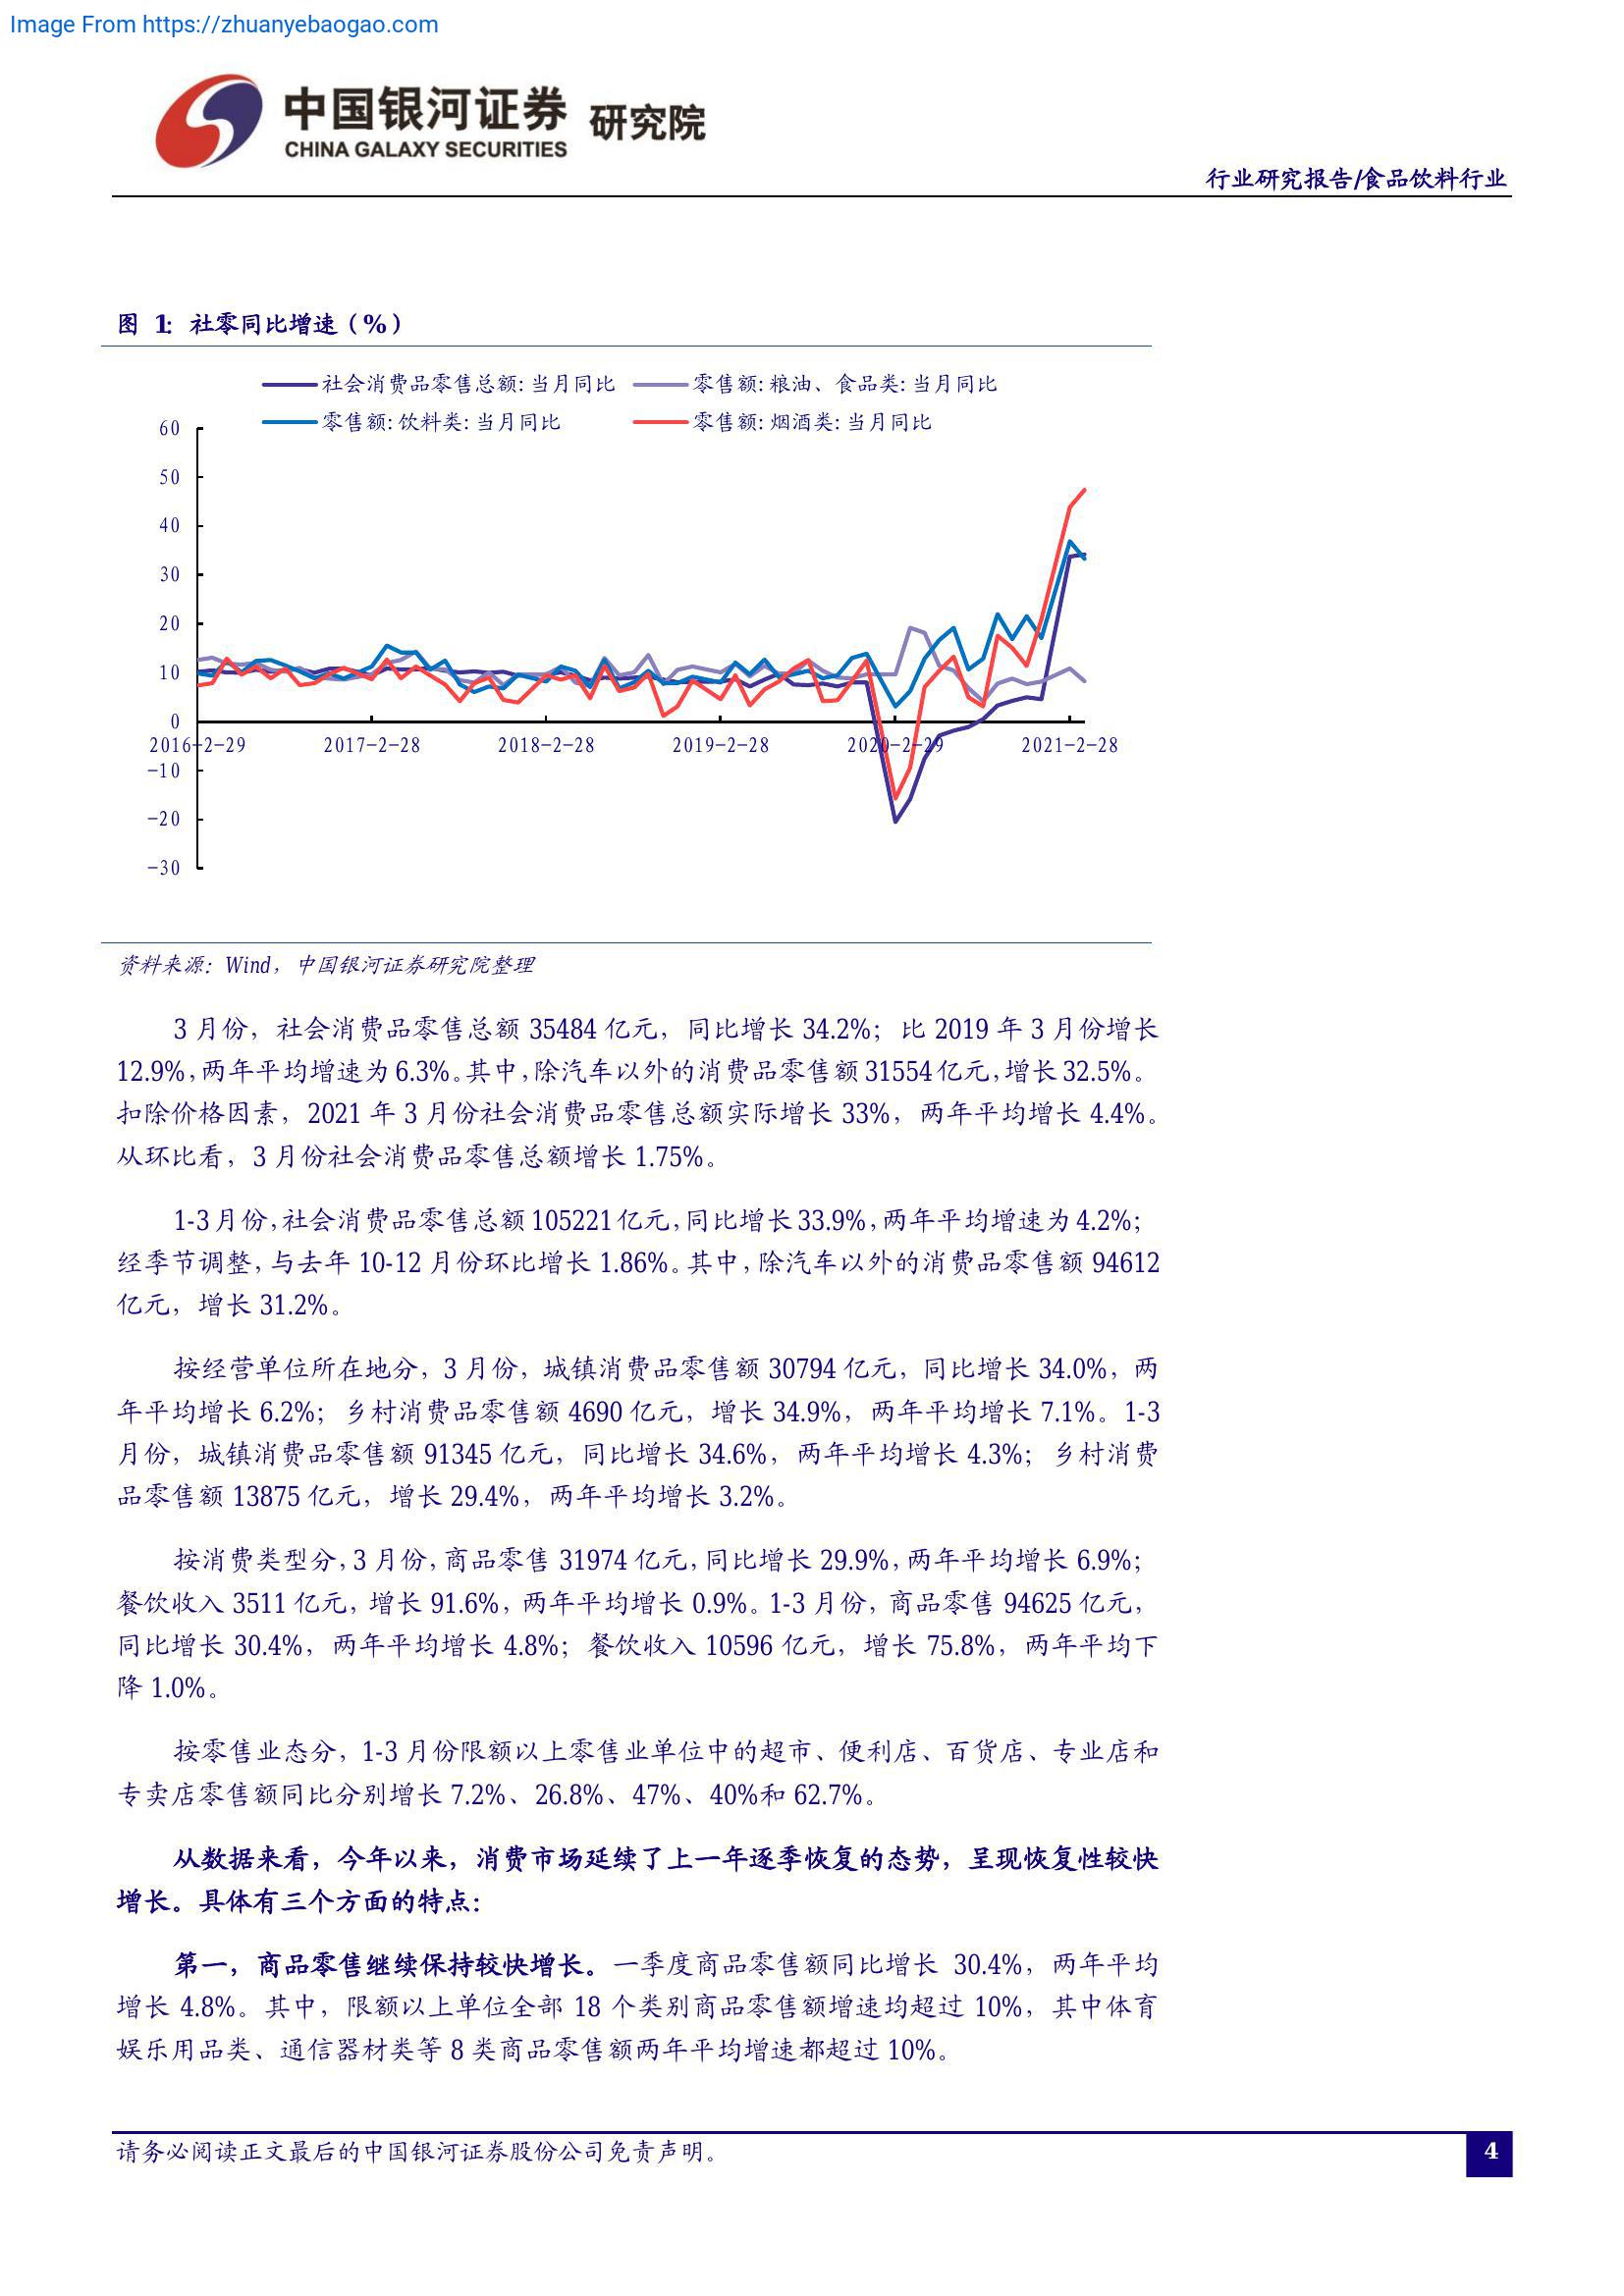 Image From https://zhuanyebaogao.com
中国银河证券 研究院
CHINA GALAXY SECURITIES
行业研究报告/食品饮料行业
图 1: 社零同比增速（%）
社会消费品零售总额:当月同比 零售额:粮油、食品类:当月同比
零售额:饮料类:当月同比 零售额:烟酒类:当月同比
60
50
40
30
20
10
0
2016-2-29 2017-2-28 2018-2-28 2019-2-28 2020-2-29 2021-2-28
-10
-20
-30
资料来源：Wind，中国银河证券研究院整理
3 月份，社会消费品零售总额 35484 亿元，同比增长 34.2%；比 2019 年 3 月份增长
12.9%，两年平均增速为 6.3%。其中，除汽车以外的消费品零售额 31554 亿元，增长 32.5%。
扣除价格因素，2021 年 3 月份社会消费品零售总额实际增长 33%，两年平均增长 4.4%。
从环比看，3 月份社会消费品零售总额增长 1.75%。
1-3 月份，社会消费品零售总额 105221 亿元，同比增长 33.9%，两年平均增速为 4.2%；
经季节调整，与去年 10-12 月份环比增长 1.86%。其中，除汽车以外的消费品零售额 94612
亿元，增长 31.2%。
按经营单位所在地分，3 月份，城镇消费品零售额 30794 亿元，同比增长 34.0%，两
年平均增长 6.2%；乡村消费品零售额 4690 亿元，增长 34.9%，两年平均增长 7.1%。1-3
月份，城镇消费品零售额 91345 亿元，同比增长 34.6%，两年平均增长 4.3%；乡村消费
品零售额 13875 亿元，增长 29.4%，两年平均增长 3.2%。
按消费类型分，3 月份，商品零售 31974 亿元，同比增长 29.9%，两年平均增长 6.9%；
餐饮收入 3511 亿元，增长 91.6%，两年平均增长 0.9%。1-3 月份，商品零售 94625 亿元，
同比增长 30.4%，两年平均增长 4.8%；餐饮收入 10596 亿元，增长 75.8%，两年平均下
降 1.0%。
按零售业态分，1-3 月份限额以上零售业单位中的超市、便利店、百货店、专业店和
专卖店零售额同比分别增长 7.2%、26.8%、47%、40%和 62.7%。
从数据来看，今年以来，消费市场延续了上一年逐季恢复的态势，呈现恢复性较快
增长。具体有三个方面的特点：
第一，商品零售继续保持较快增长。一季度商品零售额同比增长 30.4%，两年平均
增长 4.8%。其中，限额以上单位全部 18 个类别商品零售额增速均超过 10%，其中体育
娱乐用品类、通信器材类等 8 类商品零售额两年平均增速都超过 10%。
请务必阅读正文最后的中国银河证券股份公司免责声明。
4